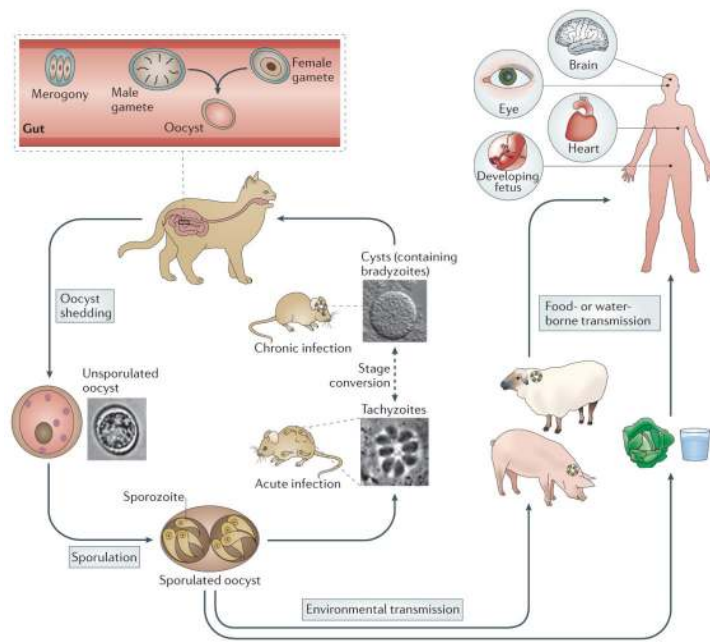 Merogony
Male
gamete
Female
gamete
Oocyst
Gut
Brain
Eye
Heart
Developing
fetus
Oocyst
shedding
Cysts (containing
bradyzoites)
Chronic infection
Food- or water-
borne transmission
Unsporulated
oocyst
Stage
conversion
Tachyzoites
Acute infection
Sporozoite
Sporulation
Sporulated oocyst
Environmental transmission